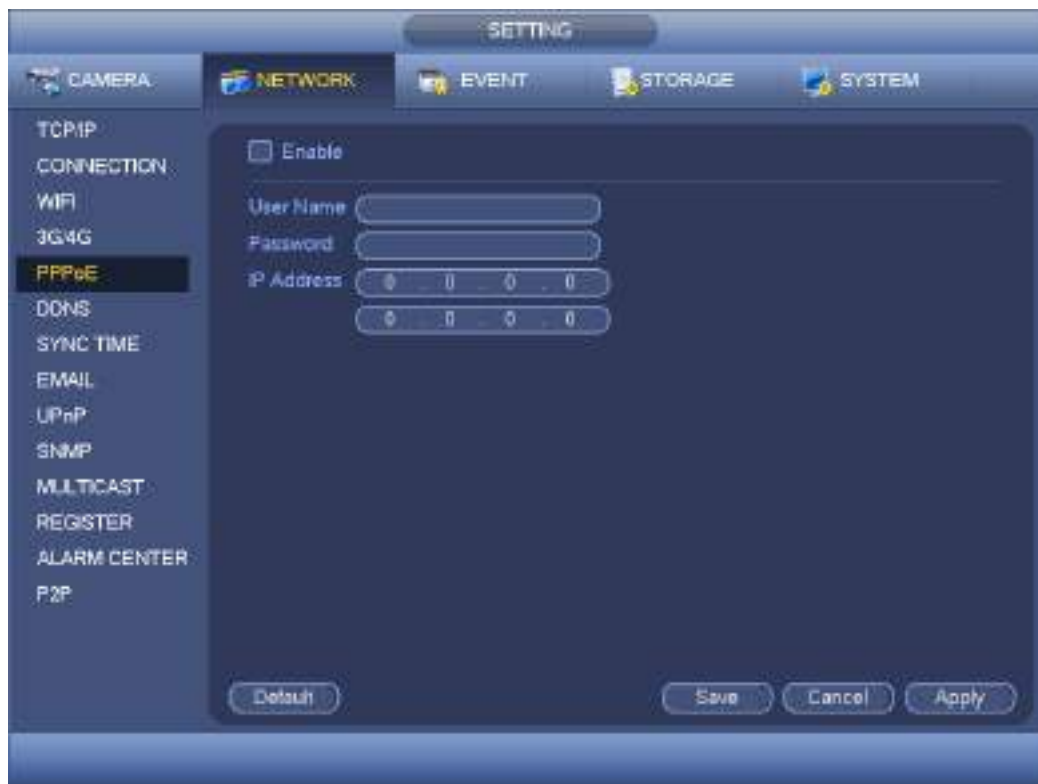 SETTING
CAMERA NETWORK EVENT STORAGE SYSTEM
TCP/IP
CONNECTION
WIFI
3G/4G
PPPoE
DDNS
SYNC TIME
EMAIL
UPnP
SNMP
MULTICAST
REGISTER
ALARM CENTER
P2P
Enable
User Name
Password
IP Address 0 . 0 . 0 . 0
0 . 0 . 0 . 0
Default Save Cancel Apply